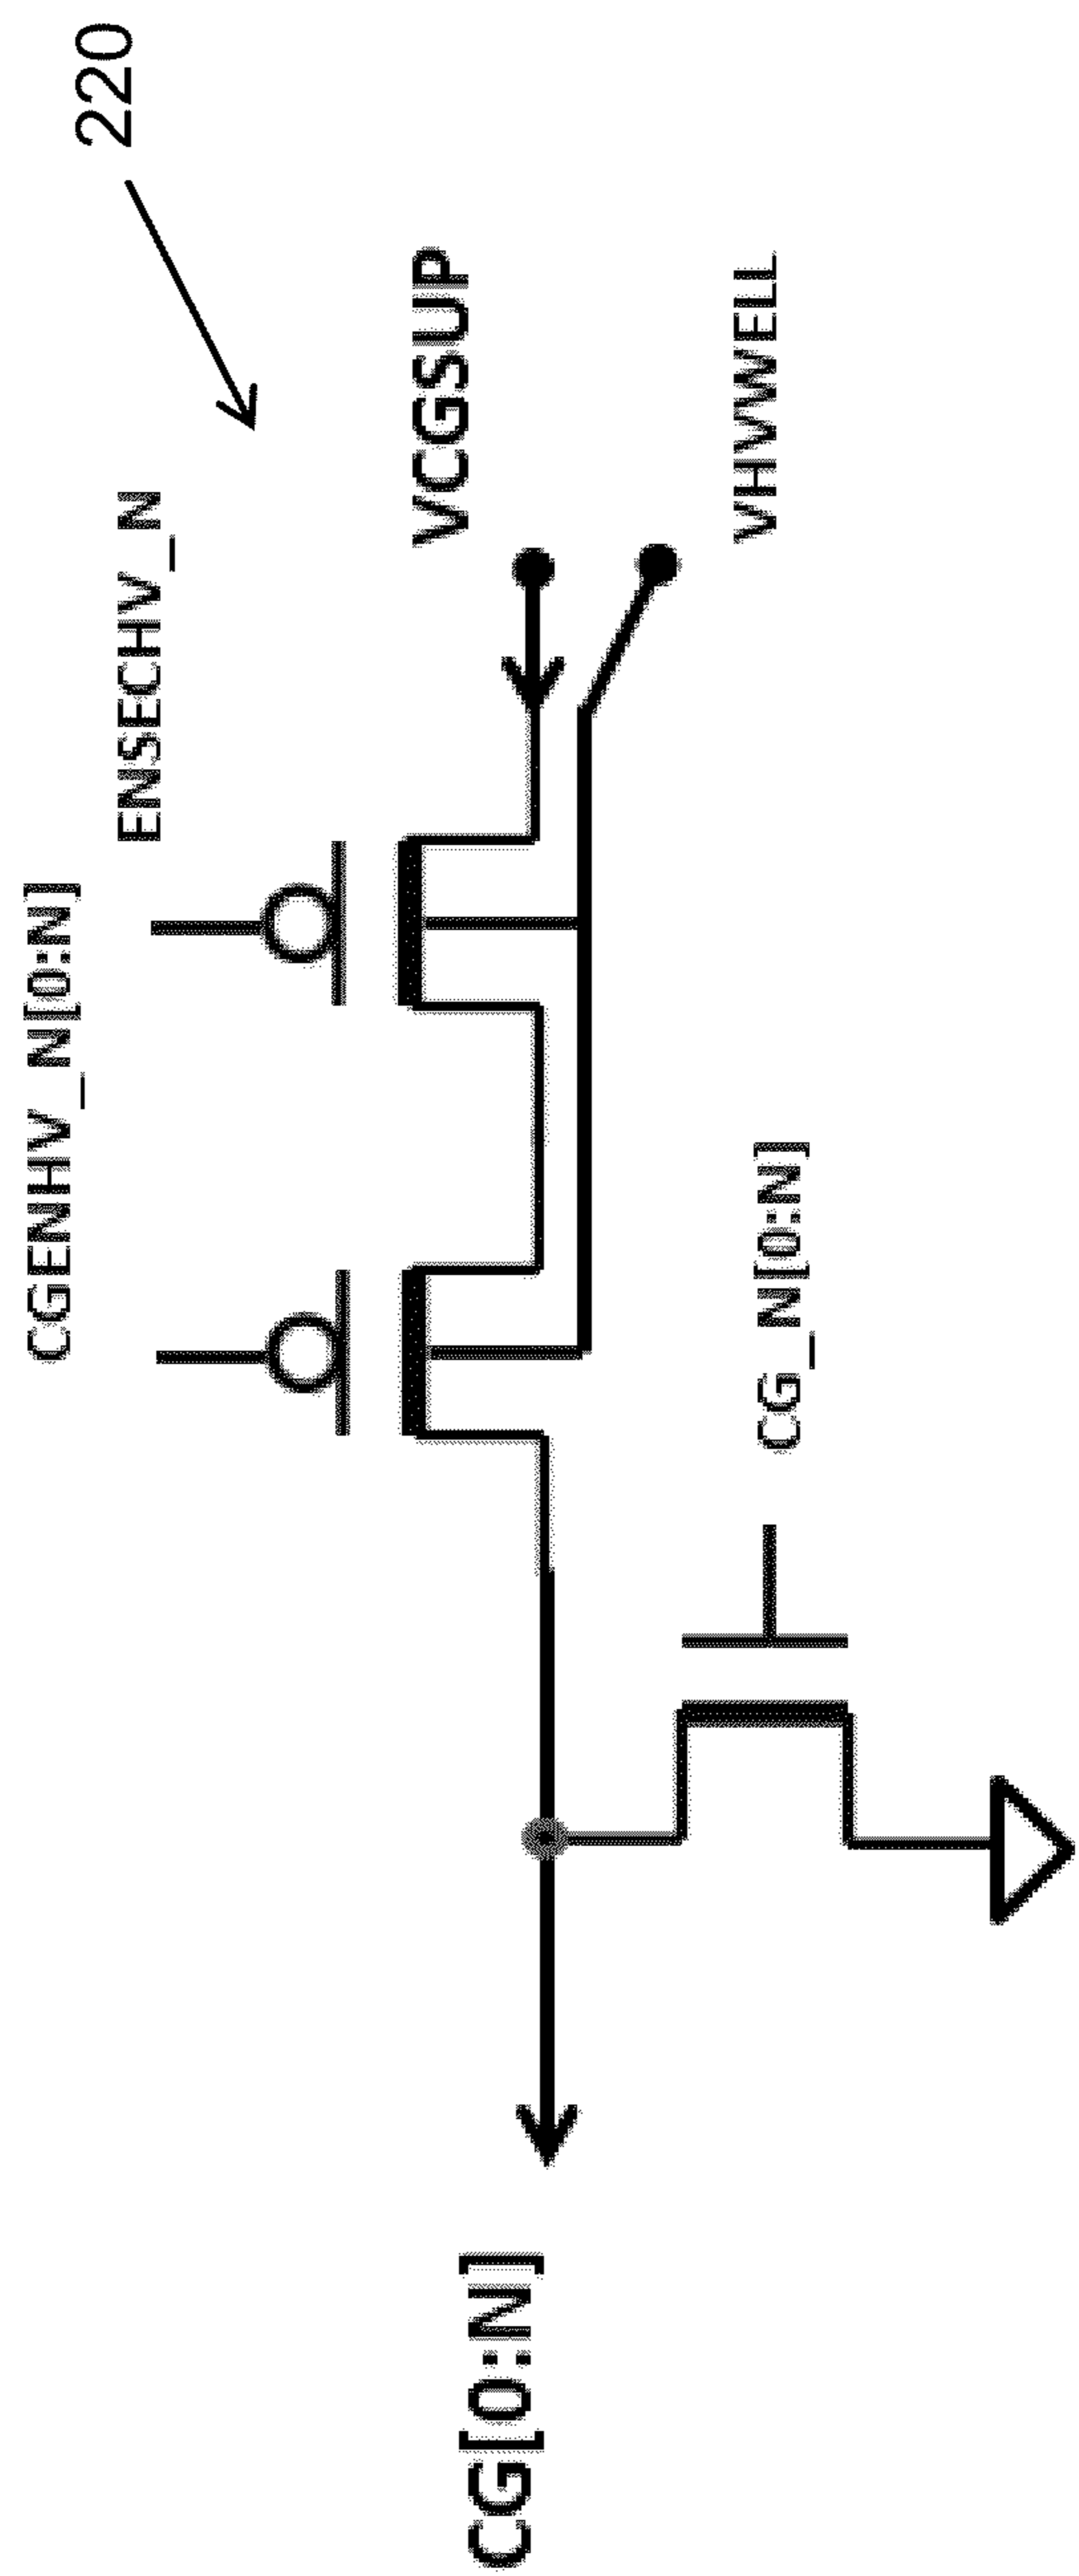 CGENHV_N[0:N]
ENSECHV_N
220
CG[0:N]
VCGSUP
CG_N[0:N]
VHVWELL